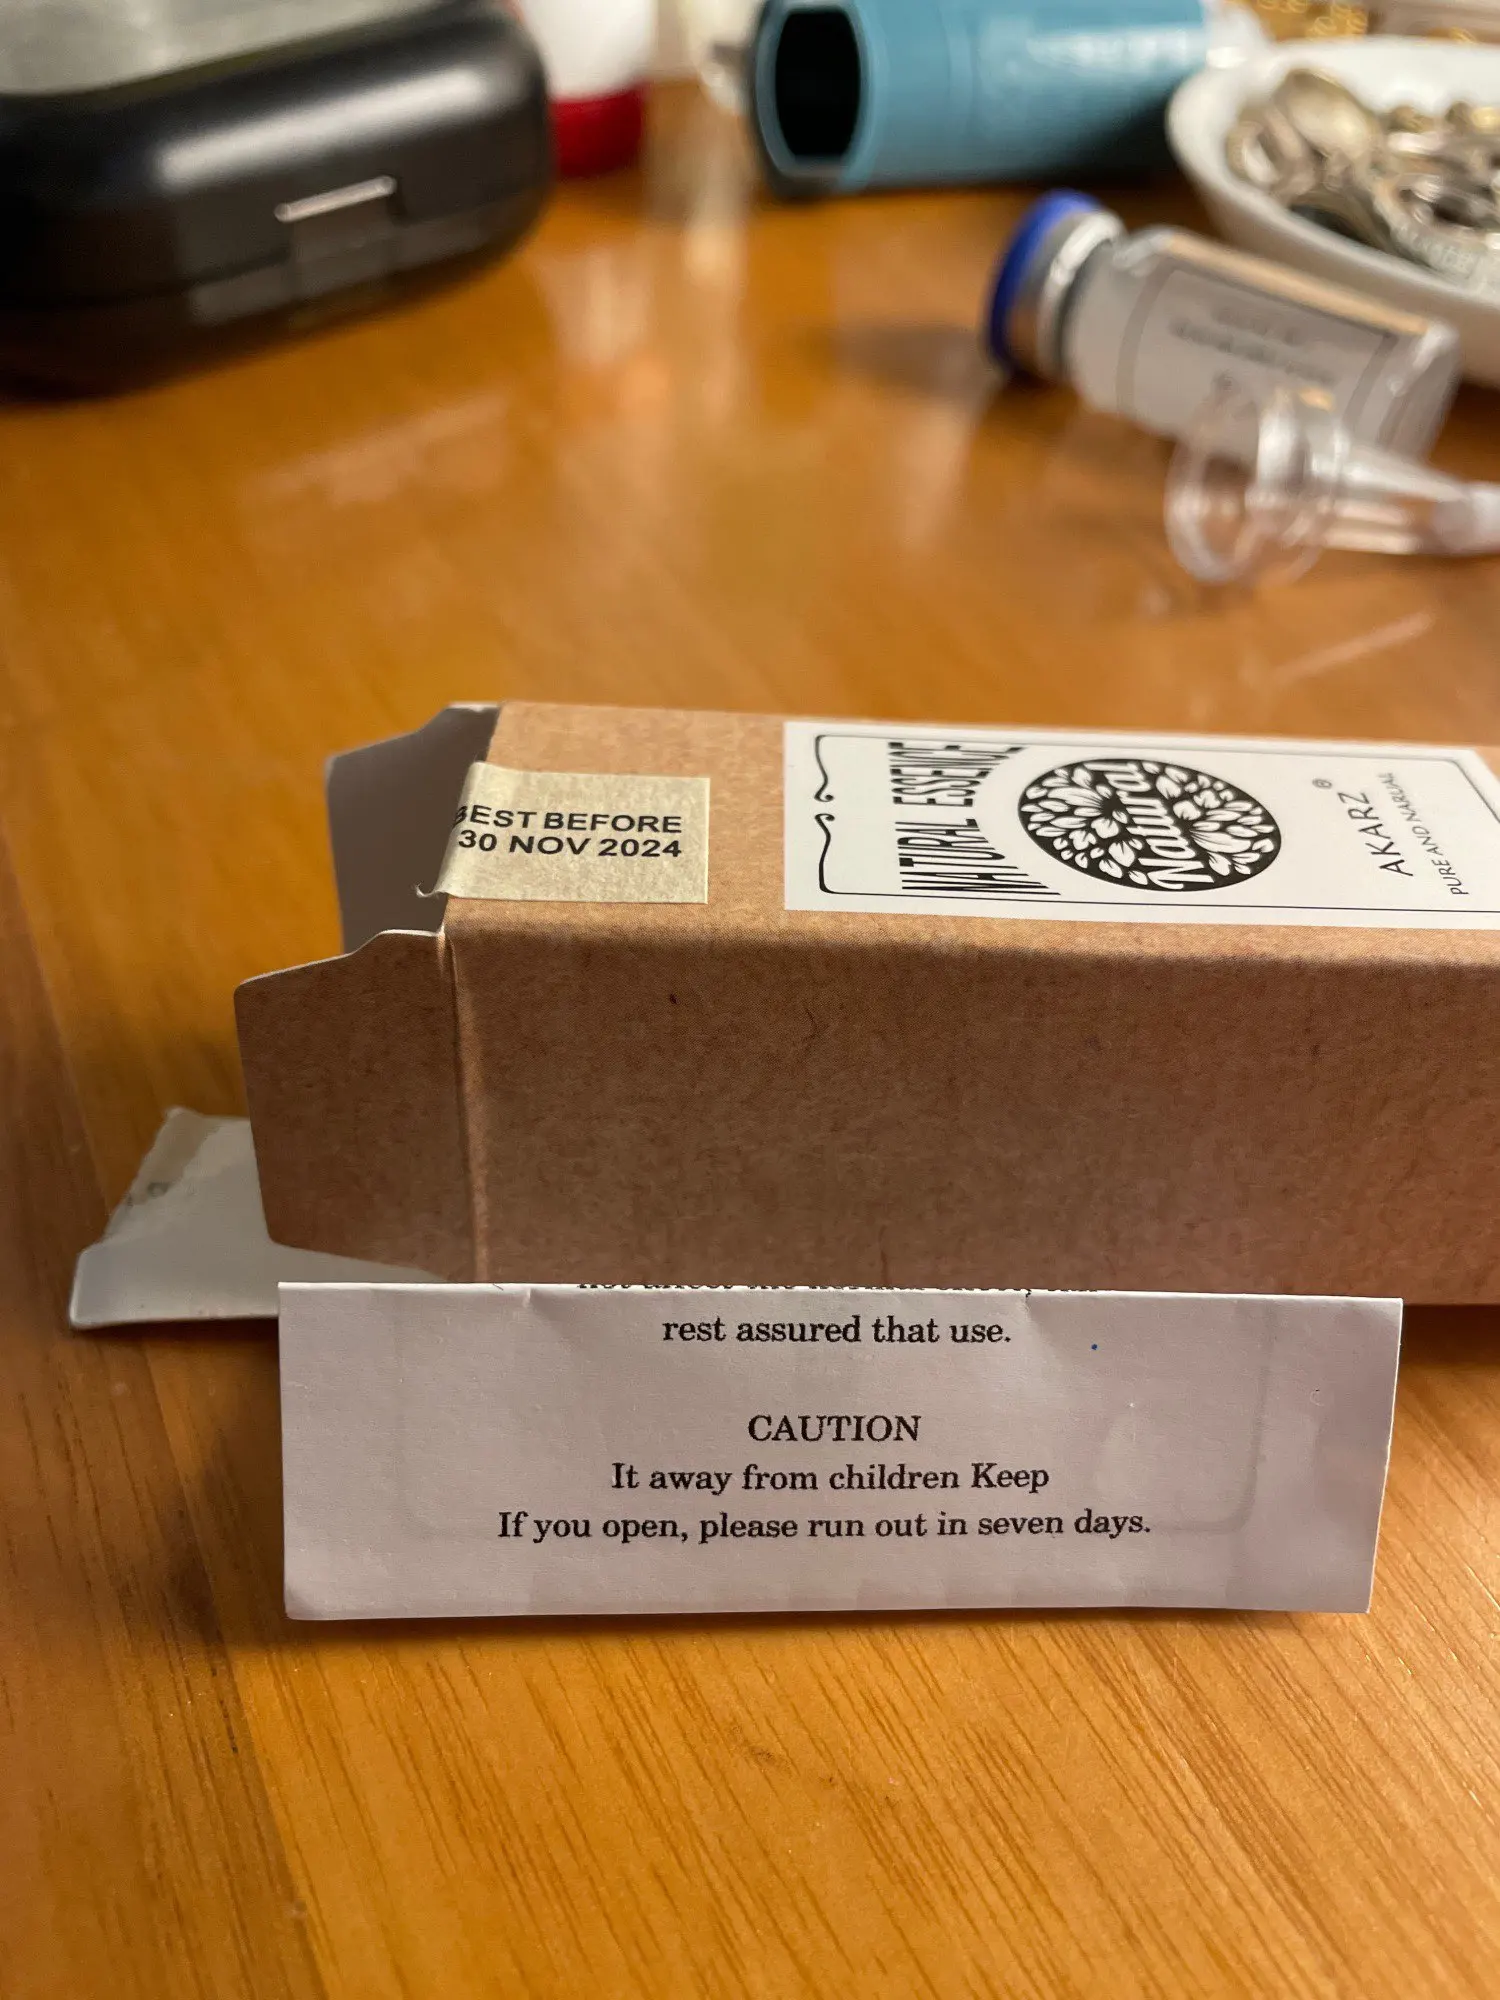 BEST BEFORE
30 NOV 2024
NATURAL ESSENCE
Natural
AKARZ®
PURE AND NARUAL
rest assured that use.
CAUTION
It away from children Keep
If you open, please run out in seven days.